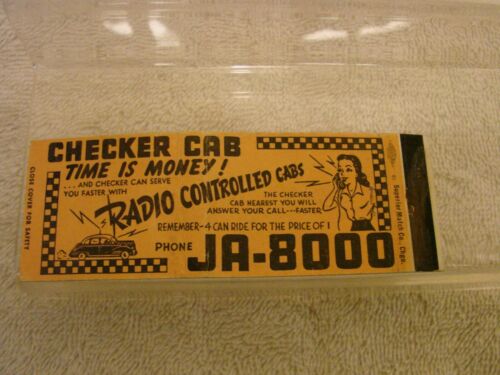 CHECKER CAB
TIME IS MONEY!
...AND CHECKER CAN SERVE
YOU FASTER WITH
RADIO CONTROLLED CABS
THE CHECKER
CAB NEAREST YOU WILL
ANSWER YOUR CALL---FASTER
REMEMBER-4 CAN RIDE FOR THE PRICE OF 1
PHONE JA-8000
CLOSE COVER FOR SAFETY
Superior Match Co., Chgo.